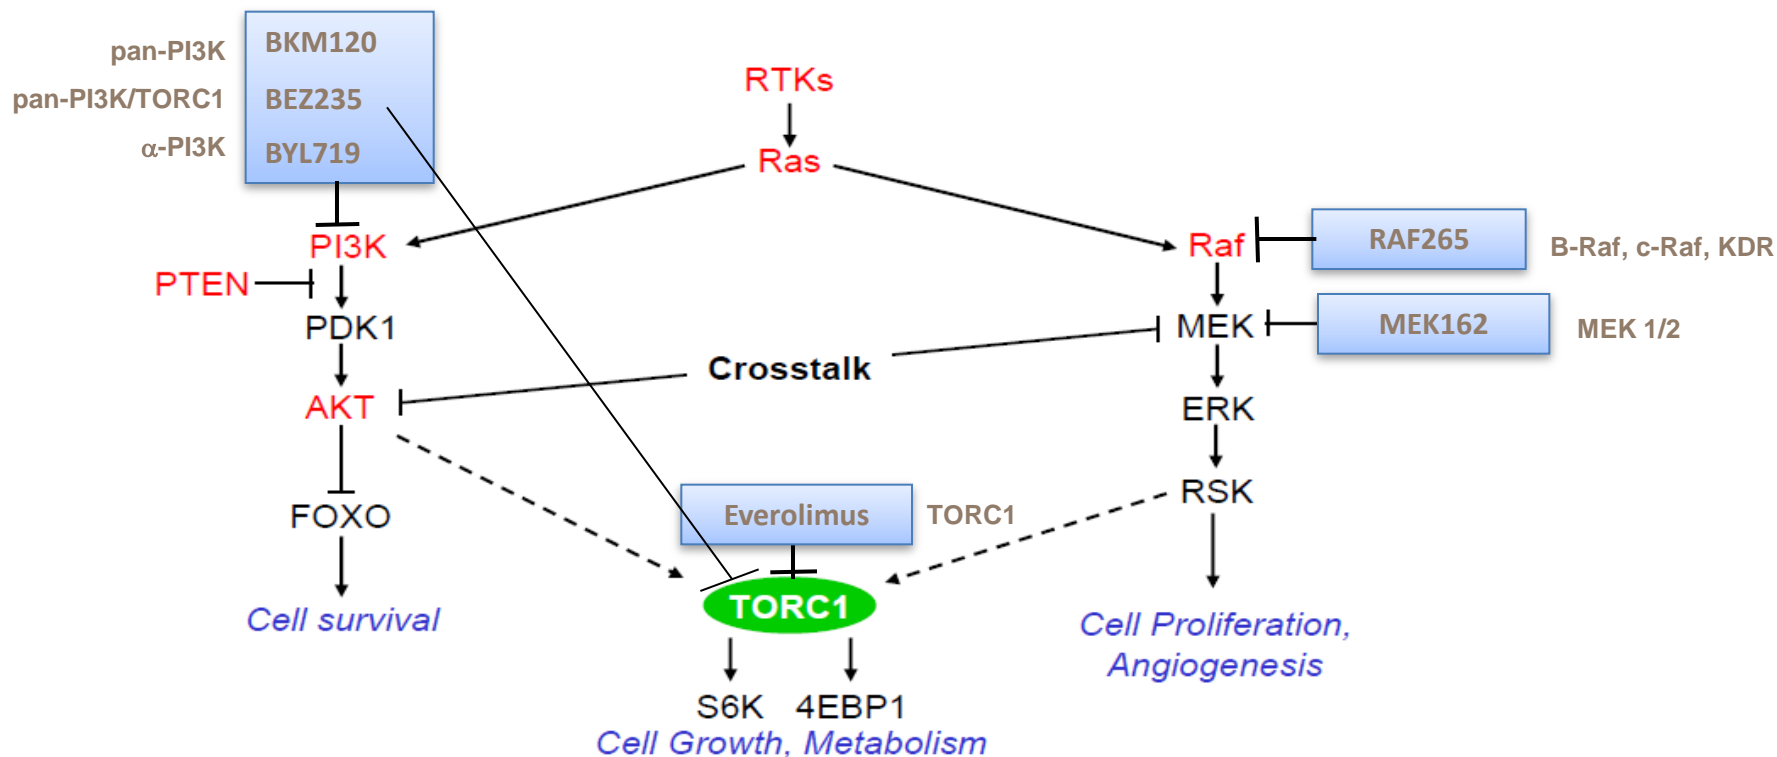 pan-PI3K BKM120
pan-PI3K/TORC1 BEZ235
α-PI3K BYL719
RTKs
Ras
PI3K
Raf
RAF265
B-Raf, c-Raf, KDR
PTEN
PDK1
MEK
MEK162
MEK 1/2
Crosstalk
AKT
ERK
FOXO
RSK
Everolimus TORC1
TORC1
Cell survival
Cell Proliferation,
Angiogenesis
S6K 4EBP1
Cell Growth, Metabolism